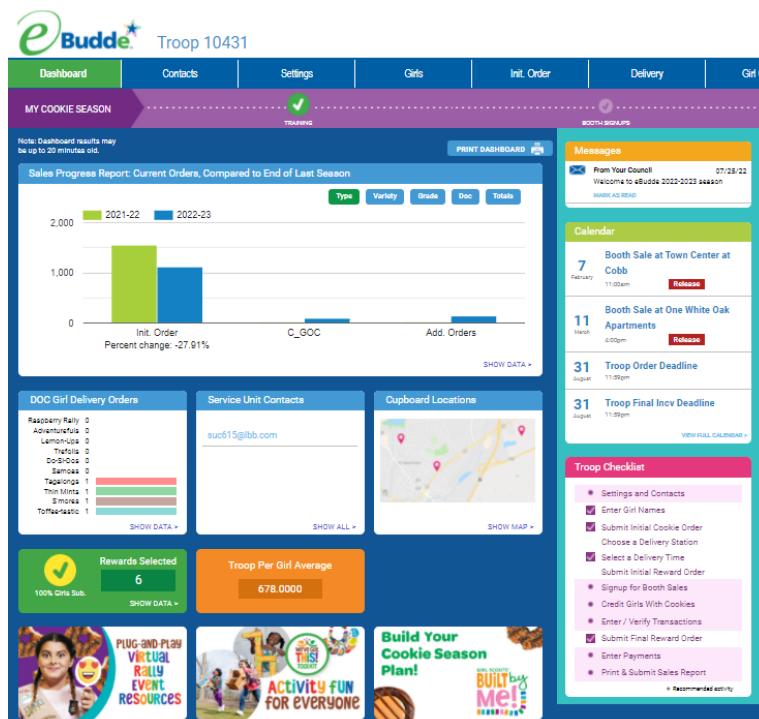 eBudde
Troop 10431
Dashboard
Contacts
Settings
Girls
Init. Order
Delivery
Girl
MY COOKIE SEASON
TRAINING
BOOTH SIGNUPS
Note: Dashboard results may
be up to 20 minutes old.
PRINT DASHBOARD
Sales Progress Report: Current Orders, Compared to End of Last Season
Type
Variety
Grade
Doc
Totals
2021-22
2022-23
2,000
1,000
0
Init. Order
C_GOC
Add. Orders
Percent change: -27.91%
SHOW DATA >
DOC Girl Delivery Orders
Raspberry Rally 0
Adventurefuls 0
Lemon-Ups 0
Trefoils 0
Do-Si-Dos 0
Samoas 0
Tagalongs 1
Thin Mints 1
S'mores 1
Toffee-tastic 1
SHOW DATA >
Service Unit Contacts
suc615@lbb.com
SHOW ALL >
Cupboard Locations
SHOW MAP >
100% Girls Sub.
Rewards Selected
6
SHOW DATA >
Troop Per Girl Average
678.0000
PLUG-AND-PLAY
VIRTUAL
RALLY
EVENT
RESOURCES
WE'VE GOT
THIS!
TOOLKIT
ACTIVITY FUN
FOR EVERYONE
Build Your
Cookie Season
Plan!
GIRL SCOUTS
BUILT by
Me!
Messages
From Your Council 07/28/22
Welcome to eBudde 2022-2023 season
MARK AS READ
Calendar
7
February
Booth Sale at Town Center at
Cobb
11:00am
Release
11
March
Booth Sale at One White Oak
Apartments
4:00pm
Release
31
August
Troop Order Deadline
11:59pm
31
August
Troop Final Incv Deadline
11:59pm
VIEW FULL CALENDAR >
Troop Checklist
Settings and Contacts
Enter Girl Names
Submit Initial Cookie Order
Choose a Delivery Station
Select a Delivery Time
Submit Initial Reward Order
Signup for Booth Sales
Credit Girls With Cookies
Enter / Verify Transactions
Submit Final Reward Order
Enter Payments
Print & Submit Sales Report
* Recommended activity